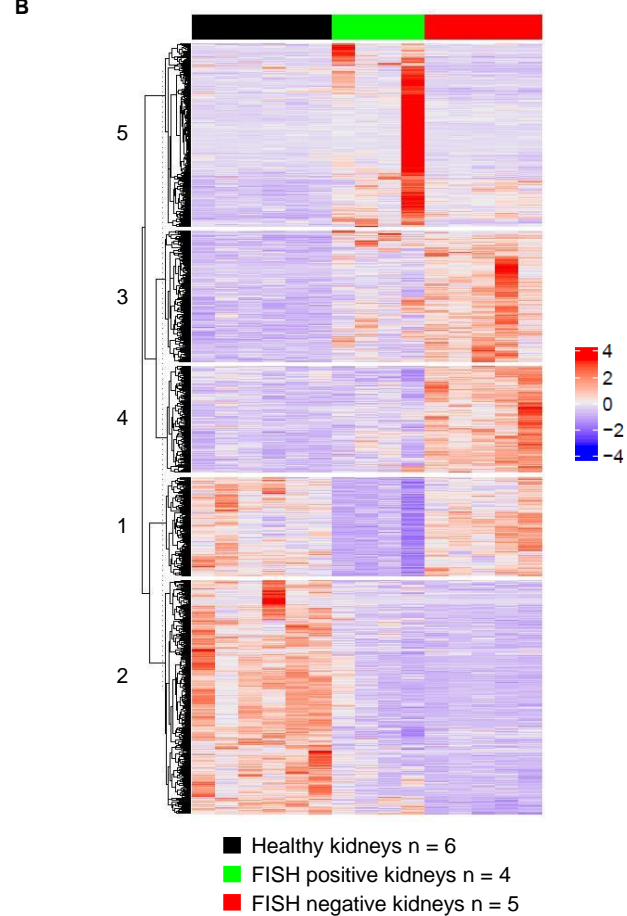 B
5
3
4
1
2
4
2
0
−2
−4
Healthy kidneys n = 6
FISH positive kidneys n = 4
FISH negative kidneys n = 5